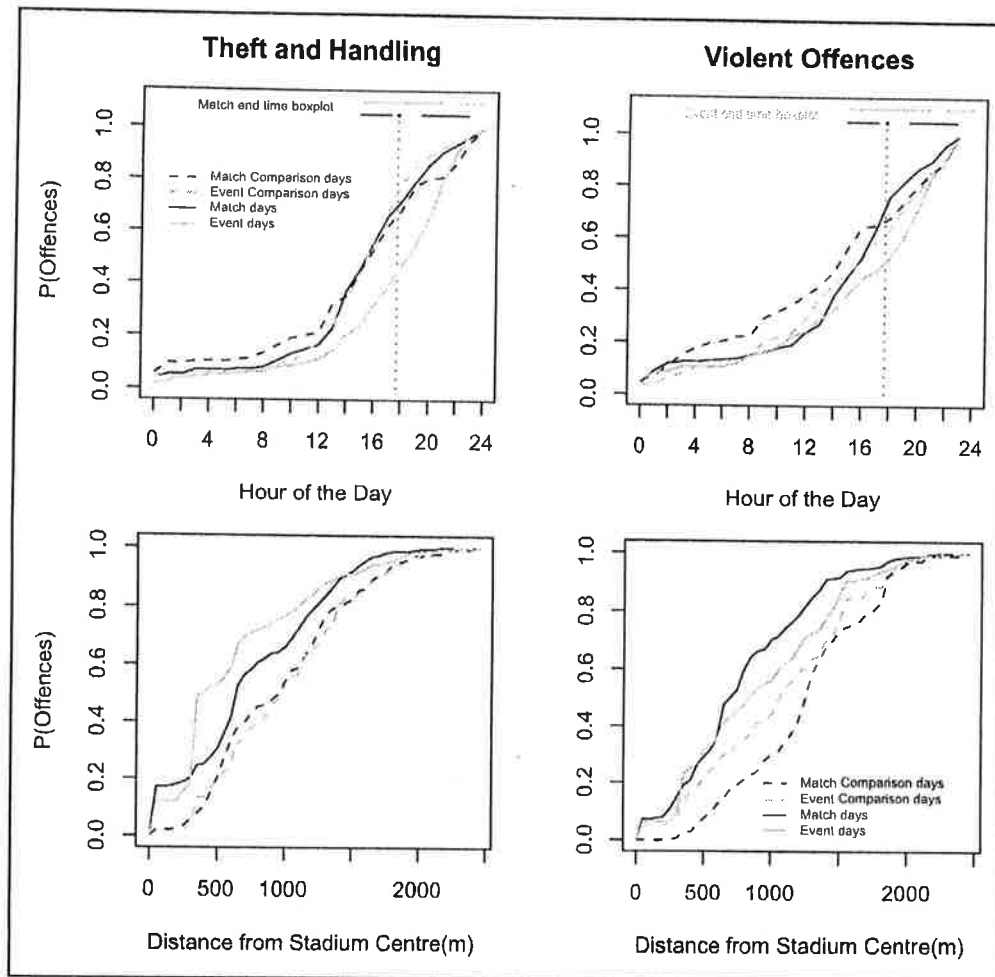 Theft and Handling
Match end time boxplot
Match Comparison days
Event Comparison days
Match days
Event days
P(Offences)
0.0
0.2
0.4
0.6
0.8
1.0
0 4 8 12 16 20 24
Hour of the Day
Violent Offences
Event end time boxplot
0.0
0.2
0.4
0.6
0.8
1.0
0 4 8 12 16 20 24
Hour of the Day
P(Offences)
0.0
0.2
0.4
0.6
0.8
1.0
0 500 1000 2000
Distance from Stadium Centre(m)
0.0
0.2
0.4
0.6
0.8
1.0
Match Comparison days
Event Comparison days
Match days
Event days
0 500 1000 2000
Distance from Stadium Centre(m)